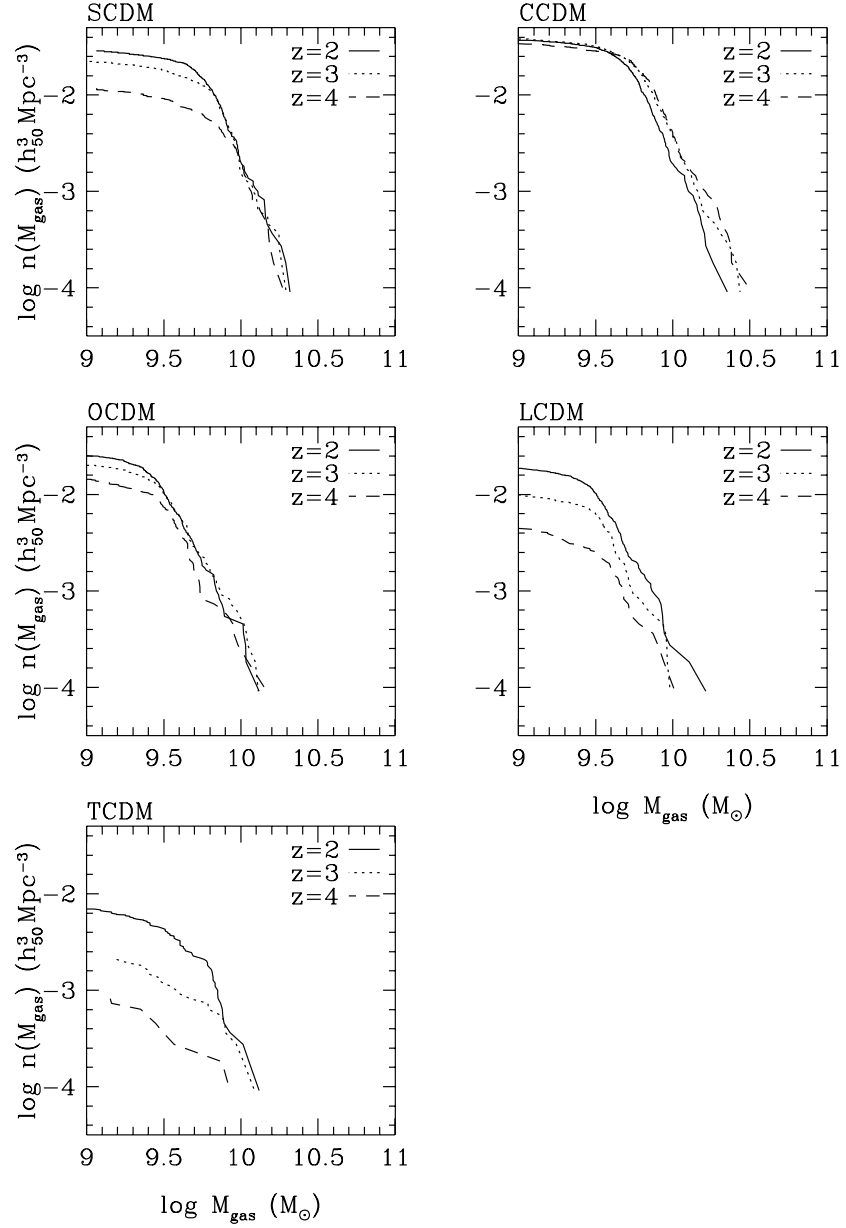 SCDM
z=2
z=3
z=4
log n(M_gas) (h^3_50 Mpc^-3)
-2
-3
-4
9 9.5 10 10.5 11
CCDM
z=2
z=3
z=4
-2
-3
-4
9 9.5 10 10.5 11
OCDM
z=2
z=3
z=4
log n(M_gas) (h^3_50 Mpc^-3)
-2
-3
-4
9 9.5 10 10.5 11
LCDM
z=2
z=3
z=4
-2
-3
-4
9 9.5 10 10.5 11
log M_gas (M_⊙)
TCDM
z=2
z=3
z=4
log n(M_gas) (h^3_50 Mpc^-3)
-2
-3
-4
9 9.5 10 10.5 11
log M_gas (M_⊙)